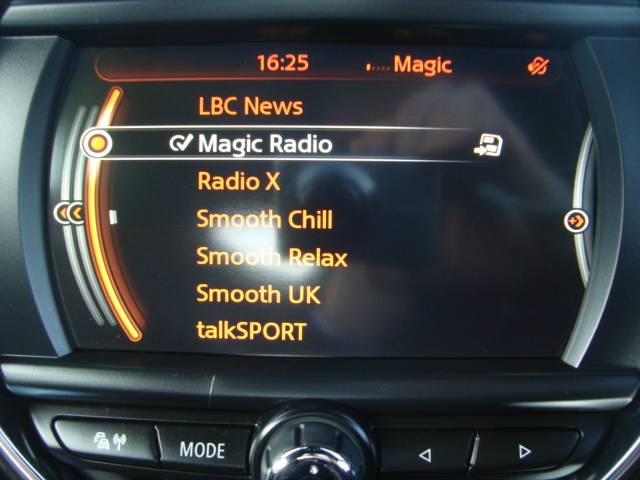 16:25 Magic
LBC News
Magic Radio
Radio X
Smooth Chill
Smooth Relax
Smooth UK
talkSPORT
MODE